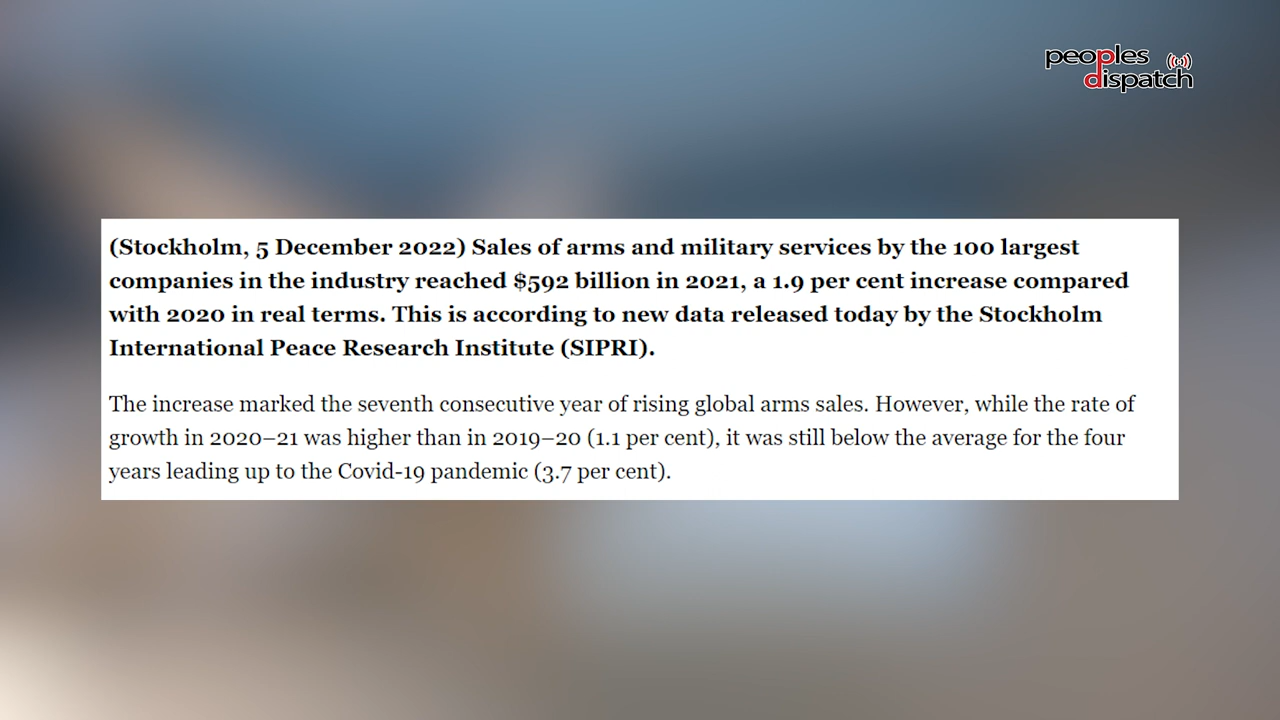 peoples
dispatch
(Stockholm, 5 December 2022) Sales of arms and military services by the 100 largest
companies in the industry reached $592 billion in 2021, a 1.9 per cent increase compared
with 2020 in real terms. This is according to new data released today by the Stockholm
International Peace Research Institute (SIPRI).
The increase marked the seventh consecutive year of rising global arms sales. However, while the rate of
growth in 2020–21 was higher than in 2019–20 (1.1 per cent), it was still below the average for the four
years leading up to the Covid-19 pandemic (3.7 per cent).